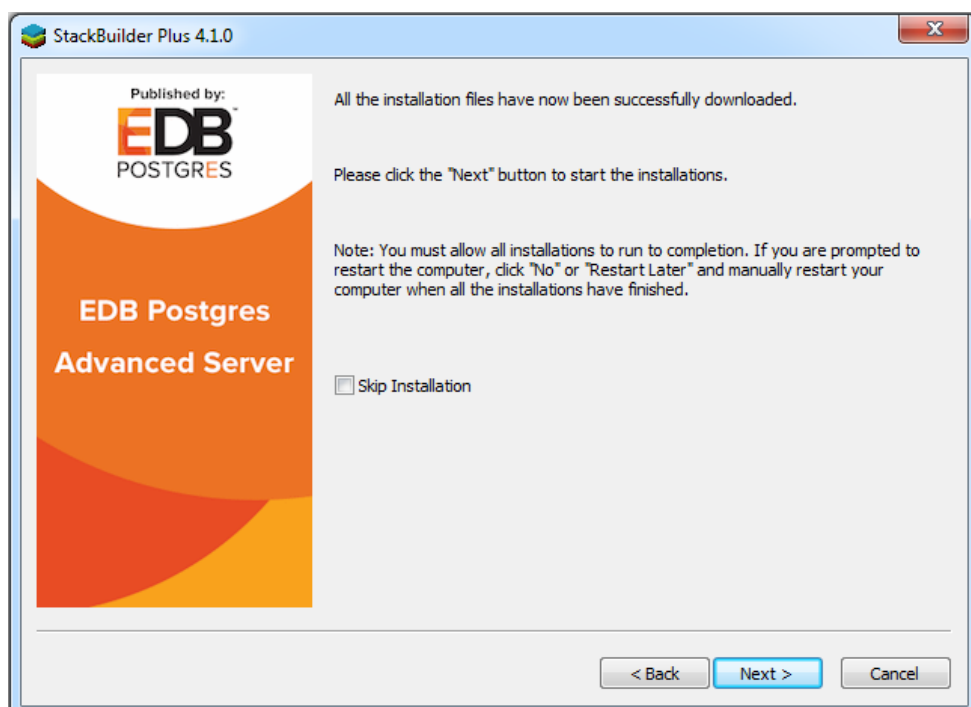 StackBuilder Plus 4.1.0
Published by:
EDB™
POSTGRES
EDB Postgres
Advanced Server
All the installation files have now been successfully downloaded.
Please click the "Next" button to start the installations.
Note: You must allow all installations to run to completion. If you are prompted to
restart the computer, click "No" or "Restart Later" and manually restart your
computer when all the installations have finished.
Skip Installation
< Back
Next >
Cancel